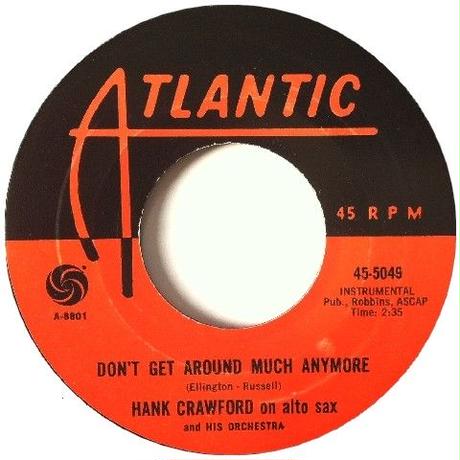 ATLANTIC
45 RPM
45-5049
INSTRUMENTAL
Pub., Robbins, ASCAP
Time: 2:35
A-8801
DON'T GET AROUND MUCH ANYMORE
(Ellington - Russell)
HANK CRAWFORD on alto sax
and HIS ORCHESTRA